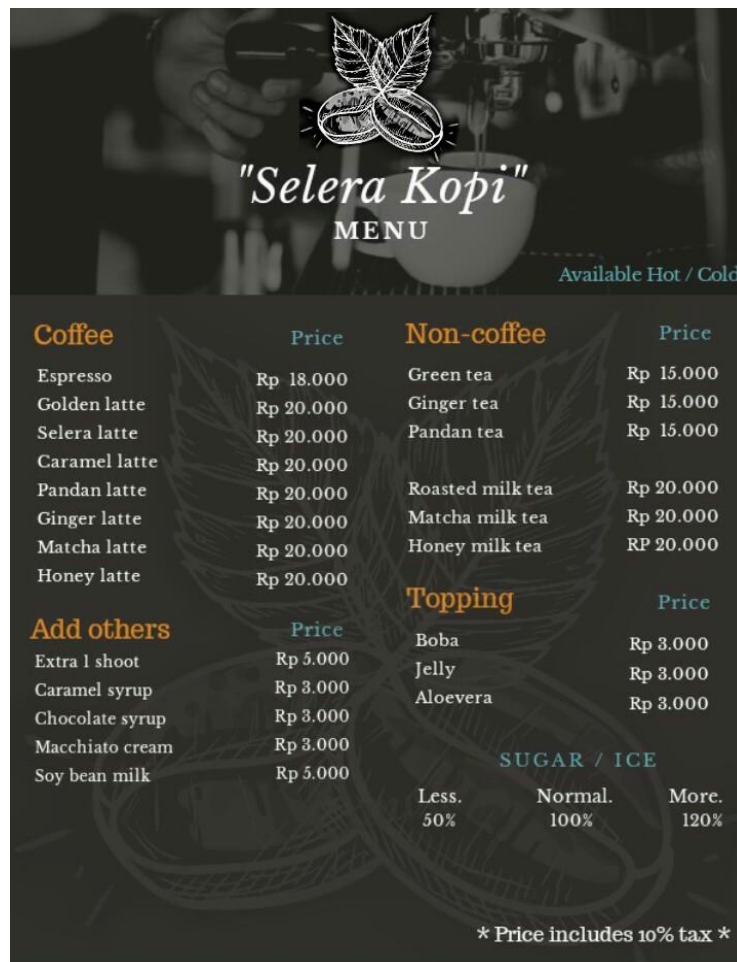 "Selera Kopi"
MENU
Available Hot / Cold
Coffee Price
Espresso Rp 18.000
Golden latte Rp 20.000
Selera latte Rp 20.000
Caramel latte Rp 20.000
Pandan latte Rp 20.000
Ginger latte Rp 20.000
Matcha latte Rp 20.000
Honey latte Rp 20.000
Add others Price
Extra 1 shoot Rp 5.000
Caramel syrup Rp 3.000
Chocolate syrup Rp 3.000
Macchiato cream Rp 3.000
Soy bean milk Rp 5.000
Non-coffee Price
Green tea Rp 15.000
Ginger tea Rp 15.000
Pandan tea Rp 15.000
Roasted milk tea Rp 20.000
Matcha milk tea Rp 20.000
Honey milk tea RP 20.000
Topping Price
Boba Rp 3.000
Jelly Rp 3.000
Aloevera Rp 3.000
SUGAR / ICE
Less. Normal. More.
50% 100% 120%
* Price includes 10% tax *